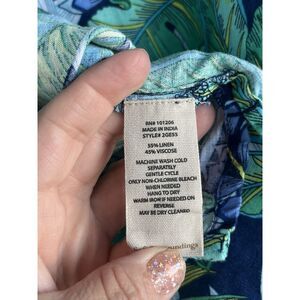 RN# 101206
MADE IN INDIA
STYLE# 2GE55
55% LINEN
45% VISCOSE
MACHINE WASH COLD
SEPARATELY
GENTLE CYCLE
ONLY NON-CHLORINE BLEACH
WHEN NEEDED
HANG TO DRY
WARM IRON IF NEEDED ON
REVERSE
MAY BE DRY CLEANED